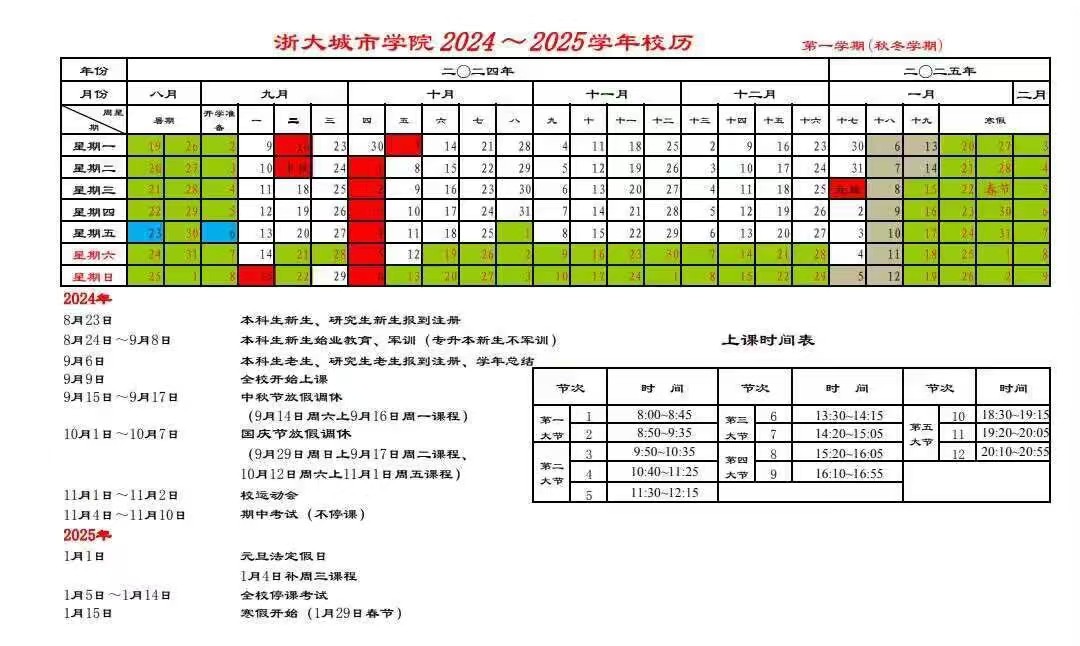 浙大城市学院 2024～2025学年校历
第一学期(秋冬学期)
年份 二〇二四年 二〇二五年
月份 八月 九月 十月 十一月 十二月 一月 二月
周 星期 暑期 开学准备 一 二 三 四 五 六 七 八 九 十 十一 十二 十三 十四 十五 十六 十七 十八 十九 寒假
星期一 19 26 2 9 16 23 30 7 14 21 28 4 11 18 25 2 9 16 23 30 6 13 20 27 3
星期二 20 27 3 10 24 8 15 22 29 5 12 19 26 3 10 17 24 31 7 14 21 28 4
星期三 21 28 4 11 18 25 2 9 16 23 30 6 13 20 27 4 11 18 25 元旦 8 15 22 春节 5
星期四 22 29 5 12 19 26 10 17 24 31 7 14 21 28 5 12 19 26 2 9 16 23 30 6
星期五 23 30 6 13 20 27 11 18 25 1 8 15 22 29 6 13 20 27 3 10 17 24 31 7
星期六 24 31 7 14 21 28 12 19 26 2 9 16 23 30 7 14 21 28 4 11 18 25 1 8
星期日 25 1 8 15 22 29 6 13 20 27 3 10 17 24 1 8 15 22 29 5 12 19 26 2 9
2024年
8月23日 本科生新生、研究生新生报到注册
8月24日～9月8日 本科生新生始业教育、军训（专升本新生不军训）
9月6日 本科生老生、研究生老生报到注册、学年总结
9月9日 全校开始上课
9月15日～9月17日 中秋节放假调休
（9月14日周六上9月16日周一课程）
10月1日～10月7日 国庆节放假调休
（9月29日周日上9月17日周二课程、
10月12日周六上11月1日周五课程）
11月1日～11月2日 校运动会
11月4日～11月10日 期中考试（不停课）
2025年
1月1日 元旦法定假日
1月4日补周三课程
1月5日～1月14日 全校停课考试
1月15日 寒假开始（1月29日春节）
上课时间表
节次 时 间 节次 时 间 节次 时间
第一大节 1 8:00~8:45 第三大节 6 13:30~14:15 第五大节 10 18:30~19:15
2 8:50~9:35 7 14:20~15:05 11 19:20~20:05
第二大节 3 9:50~10:35 第四大节 8 15:20~16:05 12 20:10~20:55
4 10:40~11:25 9 16:10~16:55
5 11:30~12:15